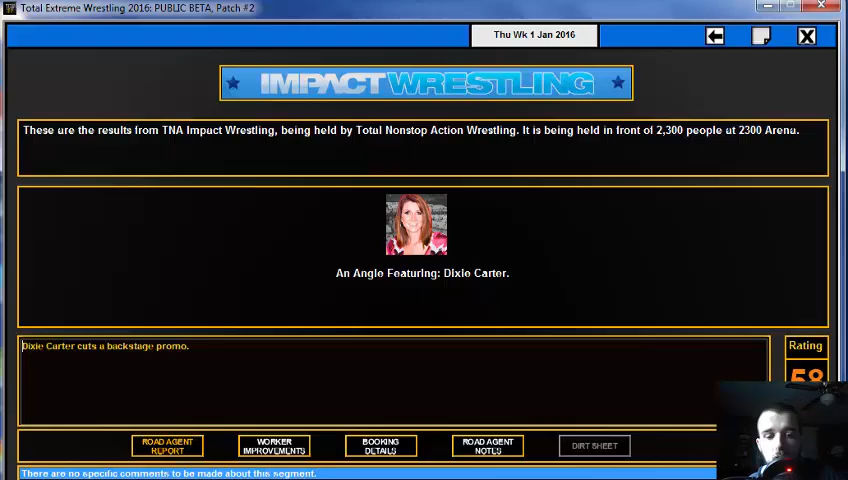 Total Extreme Wrestling 2016: PUBLIC BETA, Patch #2
Thu Wk 1 Jan 2016
IMPACT WRESTLING
These are the results from TNA Impact Wrestling, being held by Total Nonstop Action Wrestling. It is being held in front of 2,300 people at 2300 Arena.
An Angle Featuring: Dixie Carter.
Dixie Carter cuts a backstage promo.
Rating
58
ROAD AGENT
REPORT
WORKER
IMPROVEMENTS
BOOKING
DETAILS
ROAD AGENT
NOTES
DIRT SHEET
There are no specific comments to be made about this segment.